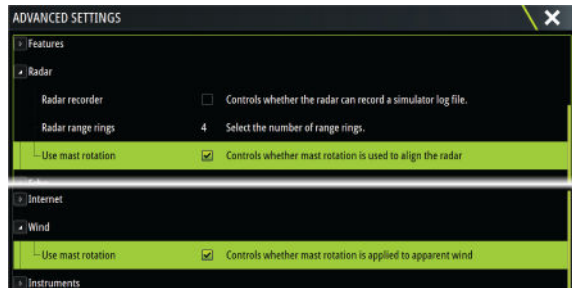 ADVANCED SETTINGS
Features
Radar
Radar recorder Controls whether the radar can record a simulator log file.
Radar range rings 4 Select the number of range rings.
Use mast rotation Controls whether mast rotation is used to align the radar
Internet
Wind
Use mast rotation Controls whether mast rotation is applied to apparent wind
Instruments